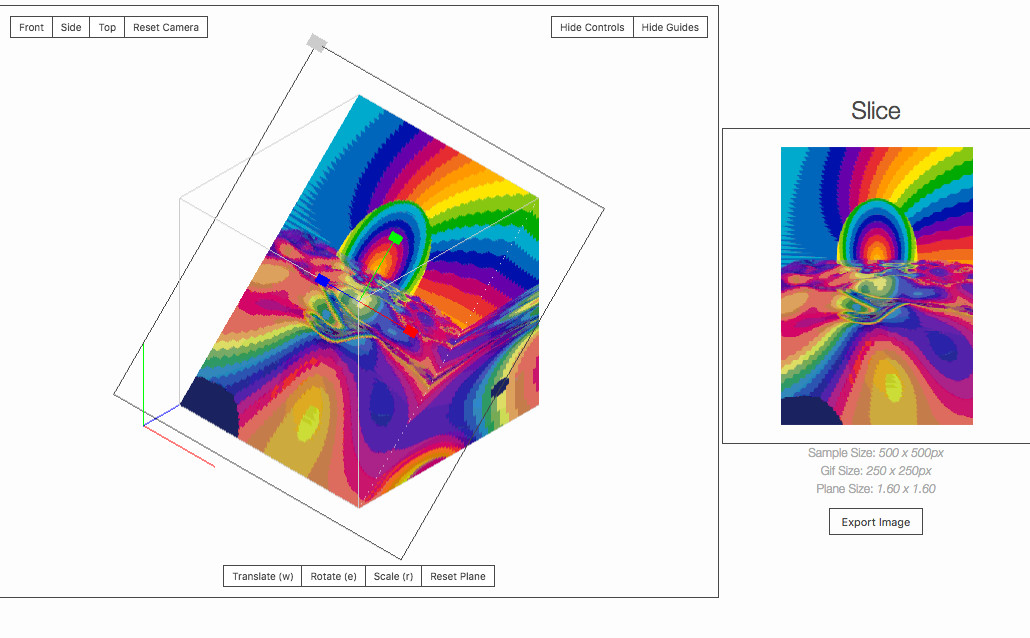 Front Side Top Reset Camera
Hide Controls Hide Guides
Slice
Sample Size: 500 x 500px
Gif Size: 250 x 250px
Plane Size: 1.60 x 1.60
Export Image
Translate (w) Rotate (e) Scale (r) Reset Plane